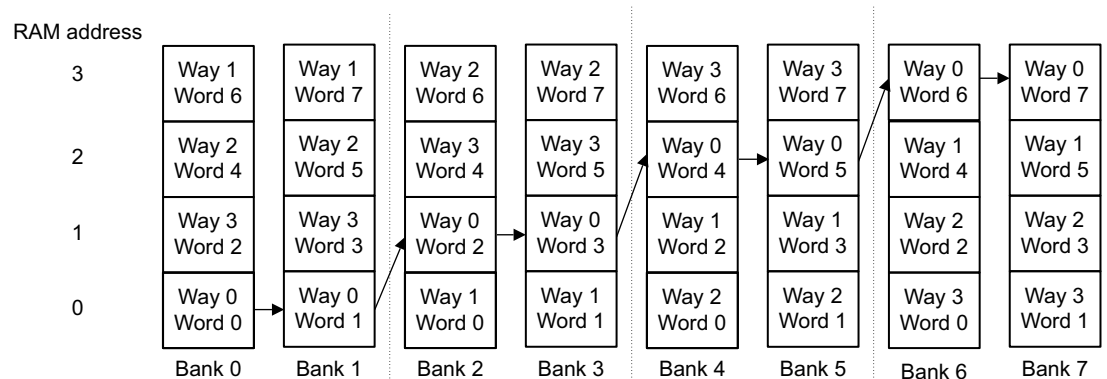 RAM address
3
Way 1 Way 1 Way 2 Way 2 Way 3 Way 3 Way 0 Way 0
Word 6 Word 7 Word 6 Word 7 Word 6 Word 7 Word 6 Word 7
2
Way 2 Way 2 Way 3 Way 3 Way 0 Way 0 Way 1 Way 1
Word 4 Word 5 Word 4 Word 5 Word 4 Word 5 Word 4 Word 5
1
Way 3 Way 3 Way 0 Way 0 Way 1 Way 1 Way 2 Way 2
Word 2 Word 3 Word 2 Word 3 Word 2 Word 3 Word 2 Word 3
0
Way 0 Way 0 Way 1 Way 1 Way 2 Way 2 Way 3 Way 3
Word 0 Word 1 Word 0 Word 1 Word 0 Word 1 Word 0 Word 1
Bank 0 Bank 1 Bank 2 Bank 3 Bank 4 Bank 5 Bank 6 Bank 7